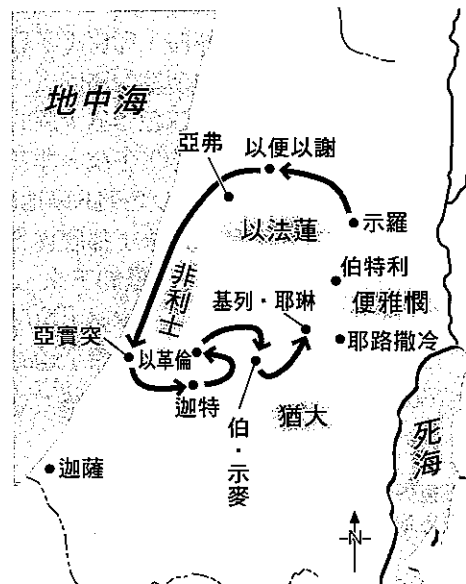 地中海
亞弗
以便以謝
以法蓮
示羅
伯特利
非利士
基列・耶琳
便雅憫
亞實突
以革倫
耶路撒冷
迦特
伯・示麥
猶大
死海
迦薩
N